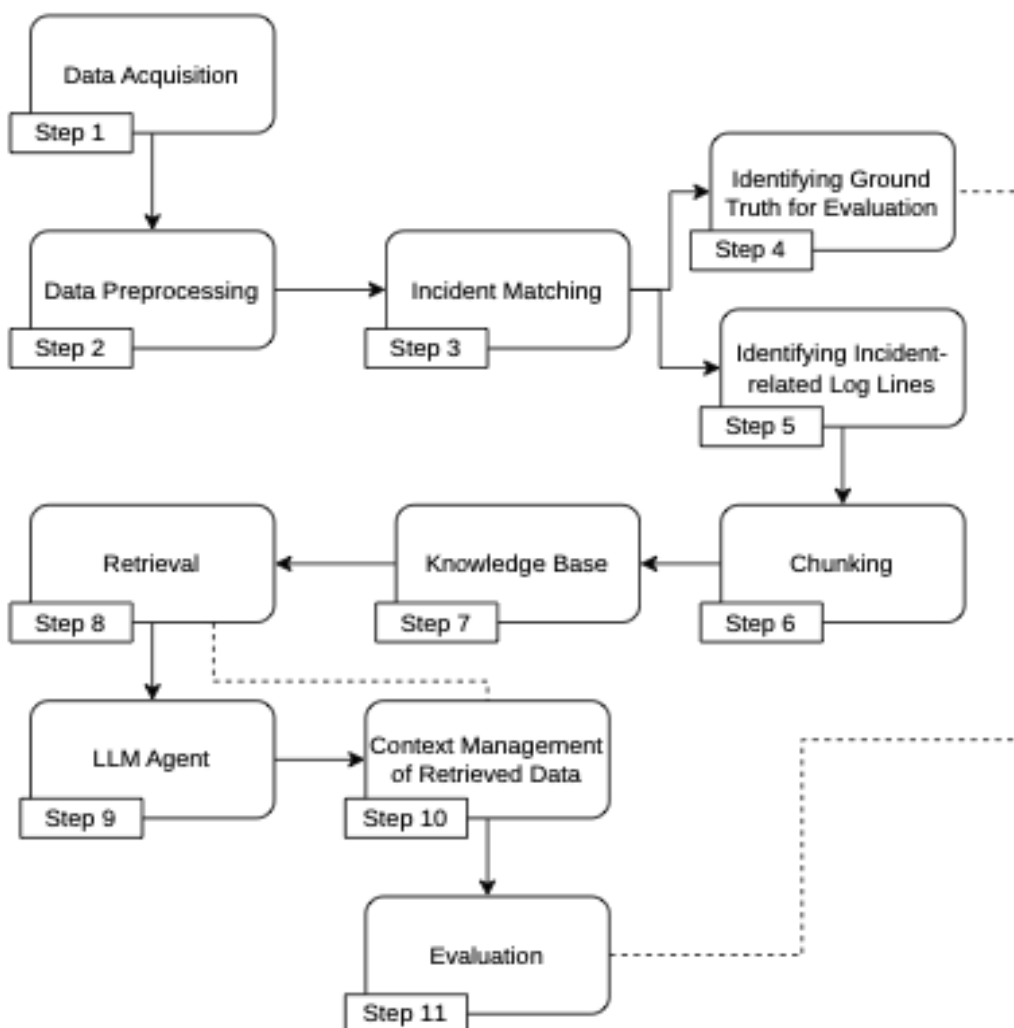 Data Acquisition
Step 1
Data Preprocessing
Step 2
Incident Matching
Step 3
Identifying Ground
Truth for Evaluation
Step 4
Identifying Incident-
related Log Lines
Step 5
Chunking
Step 6
Knowledge Base
Step 7
Retrieval
Step 8
LLM Agent
Step 9
Context Management
of Retrieved Data
Step 10
Evaluation
Step 11